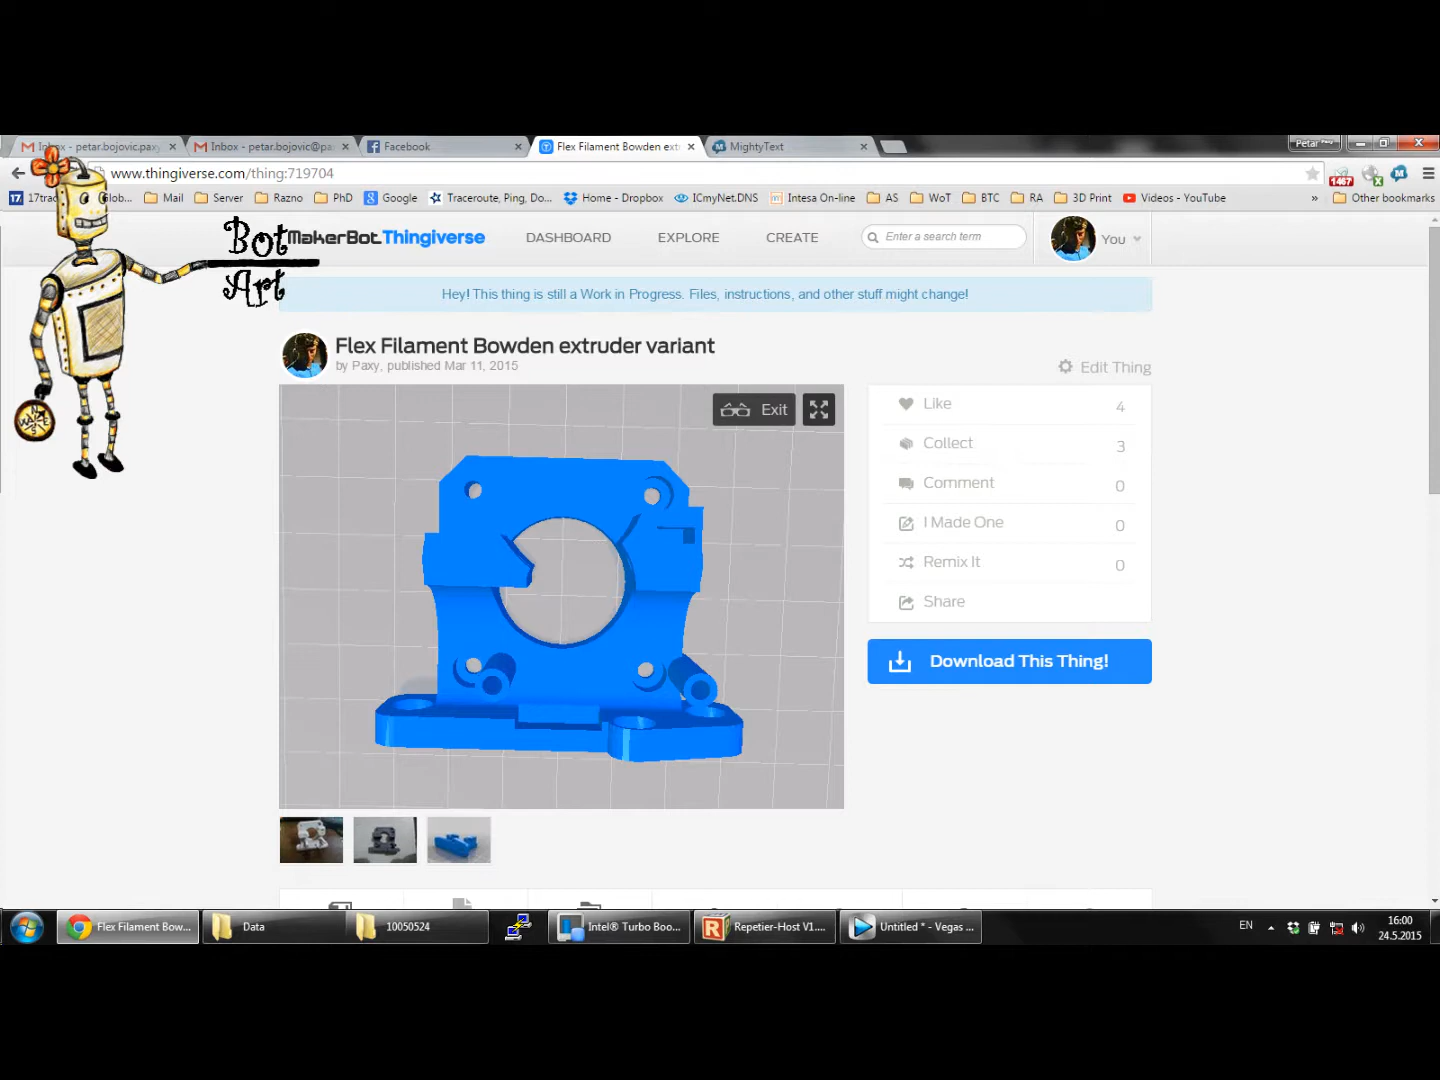 Inbox - petar.bojovic.paxy
Inbox - petar.bojovic@pa
Facebook
Flex Filament Bowden ext
MightyText
Petar
www.thingiverse.com/thing:719704
1467
17
Glob...
Mail
Server
Razno
PhD
Google
Traceroute, Ping, Do...
Home - Dropbox
ICmyNet.DNS
Intesa On-line
AS
WoT
BTC
RA
3D Print
Videos - YouTube
»
Other bookmarks
Bot
Art
MakerBot Thingiverse
DASHBOARD
EXPLORE
CREATE
Enter a search term
You
Hey! This thing is still a Work in Progress. Files, instructions, and other stuff might change!
Flex Filament Bowden extruder variant
by Paxy, published Mar 11, 2015
Edit Thing
Exit
Like 4
Collect 3
Comment 0
I Made One 0
Remix It 0
Share
Download This Thing!
Flex Filament Bow...
Data
10050524
Intel® Turbo Boo...
Repetier-Host V1....
Untitled * - Vegas ...
EN
16:00
24.5.2015